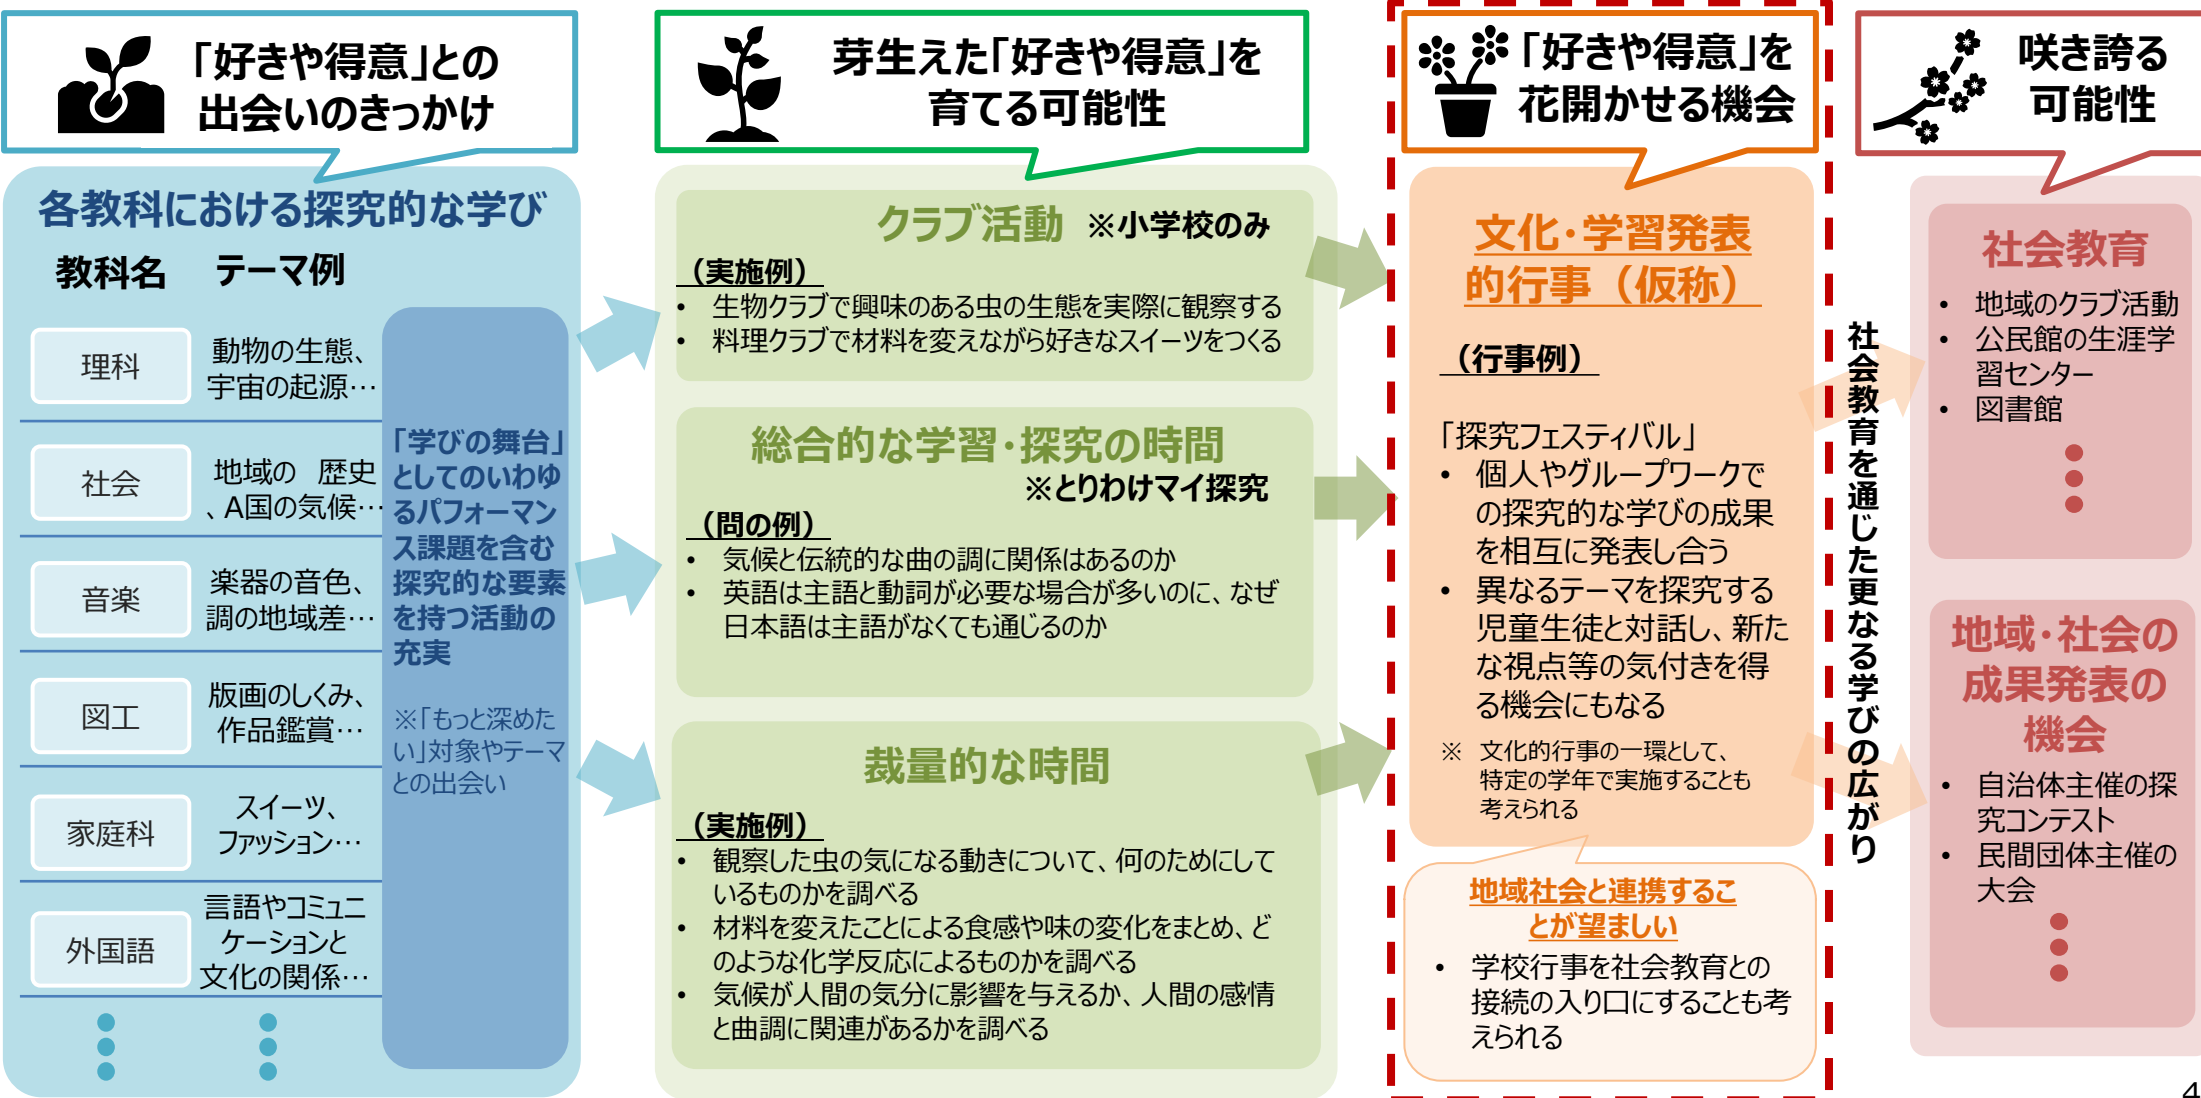 「好きや得意」との
出会いのきっかけ
各教科における探究的な学び
教科名　テーマ例
理科
動物の生態、
宇宙の起源…
社会
地域の　歴史
、A国の気候…
音楽
楽器の音色、
調の地域差…
図工
版画のしくみ、
作品鑑賞…
家庭科
スイーツ、
ファッション…
外国語
言語やコミュニ
ケーションと
文化の関係…
「学びの舞台」
としてのいわゆ
るパフォーマン
ス課題を含む
探究的な要素
を持つ活動の
充実
※「もっと深めた
い」対象やテーマ
との出会い
芽生えた「好きや得意」を
育てる可能性
クラブ活動 ※小学校のみ
（実施例）
• 生物クラブで興味のある虫の生態を実際に観察する
• 料理クラブで材料を変えながら好きなスイーツをつくる
総合的な学習・探究の時間
※とりわけマイ探究
（問の例）
• 気候と伝統的な曲の調に関係はあるのか
• 英語は主語と動詞が必要な場合が多いのに、なぜ
日本語は主語がなくても通じるのか
裁量的な時間
（実施例）
• 観察した虫の気になる動きについて、何のためにして
いるものかを調べる
• 材料を変えたことによる食感や味の変化をまとめ、ど
のような化学反応によるものかを調べる
• 気候が人間の気分に影響を与えるか、人間の感情
と曲調に関連があるかを調べる
「好きや得意」を
花開かせる機会
文化・学習発表
的行事（仮称）
（行事例）
「探究フェスティバル」
• 個人やグループワークで
の探究的な学びの成果
を相互に発表し合う
• 異なるテーマを探究する
児童生徒と対話し、新た
な視点等の気付きを得
る機会にもなる
※ 文化的行事の一環として、
特定の学年で実施することも
考えられる
地域社会と連携するこ
とが望ましい
• 学校行事を社会教育との
接続の入り口にすることも考
えられる
社会教育を通じた更なる学びの広がり
咲き誇る
可能性
社会教育
• 地域のクラブ活動
• 公民館の生涯学
習センター
• 図書館
地域・社会の
成果発表の
機会
• 自治体主催の探
究コンテスト
• 民間団体主催の
大会
4